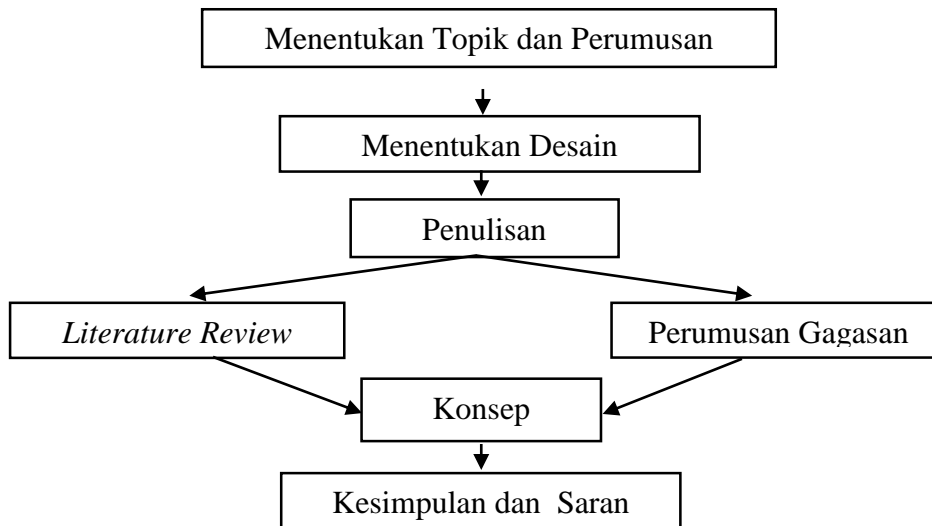 Menentukan Topik dan Perumusan
Menentukan Desain
Penulisan
Literature Review
Perumusan Gagasan
Konsep
Kesimpulan dan Saran